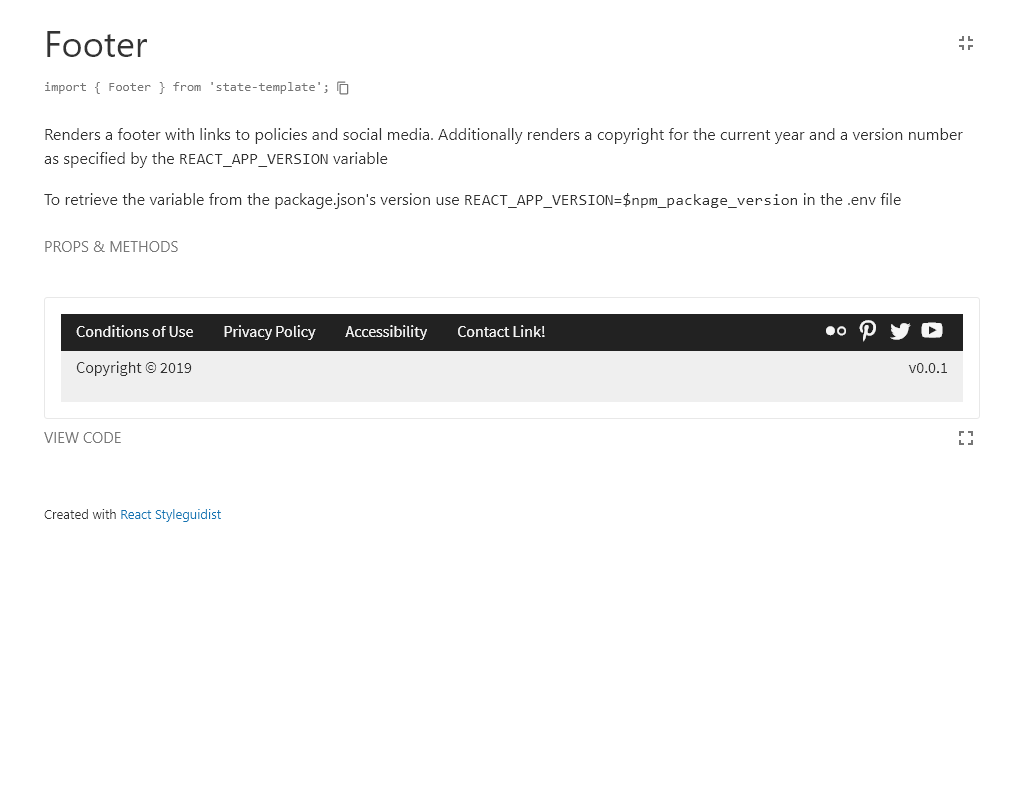 Footer
import { Footer } from 'state-template';
Renders a footer with links to policies and social media. Additionally renders a copyright for the current year and a version number
as specified by the REACT_APP_VERSION variable
To retrieve the variable from the package.json's version use REACT_APP_VERSION=$npm_package_version in the .env file
PROPS & METHODS
Conditions of Use Privacy Policy Accessibility Contact Link!
Copyright © 2019 v0.0.1
VIEW CODE
Created with React Styleguidist